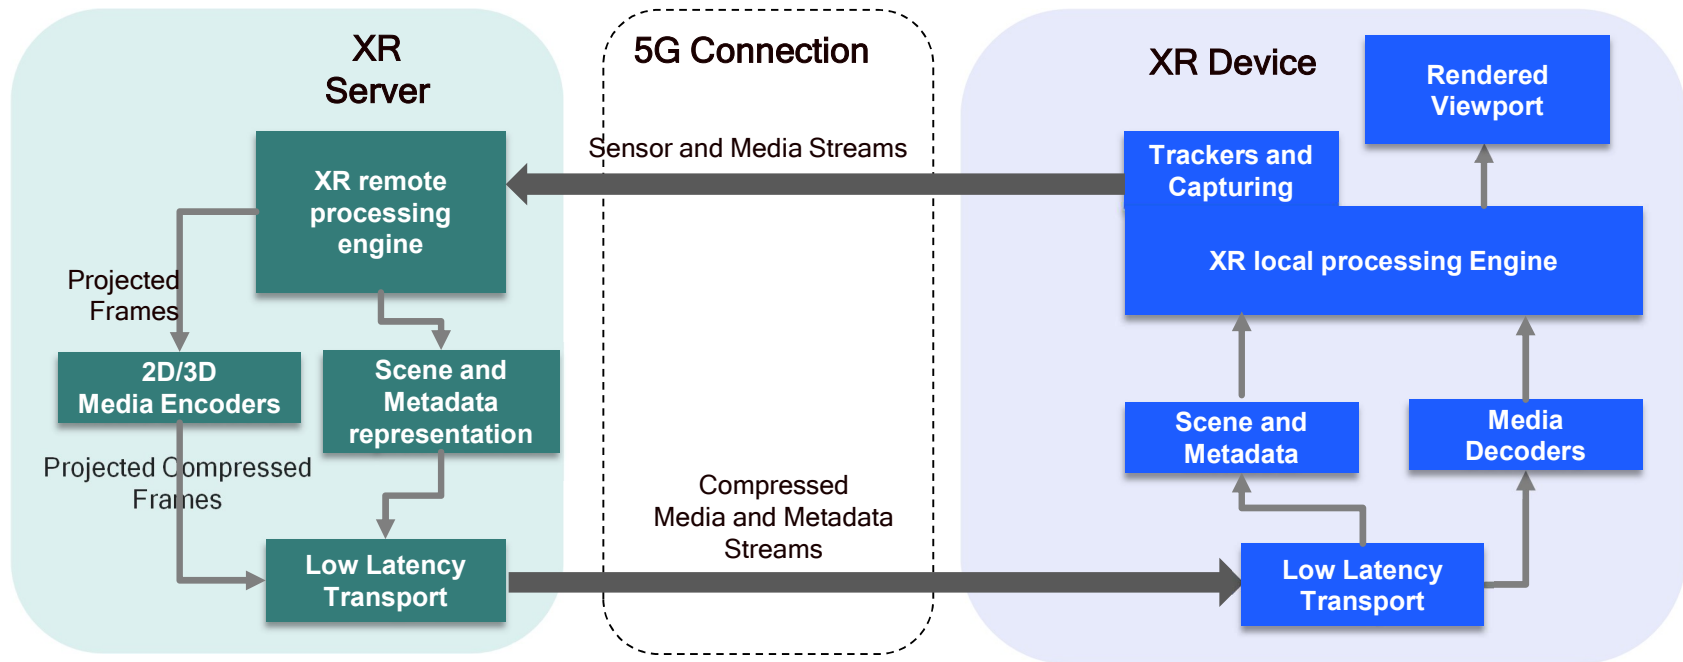 XR
Server
5G Connection
XR Device
Rendered
Viewport
Sensor and Media Streams
Trackers and
Capturing
XR remote
processing
engine
XR local processing Engine
Projected
Frames
2D/3D
Media Encoders
Scene and
Metadata
representation
Scene and
Metadata
Media
Decoders
Projected Compressed
Frames
Compressed
Media and Metadata
Streams
Low Latency
Transport
Low Latency
Transport